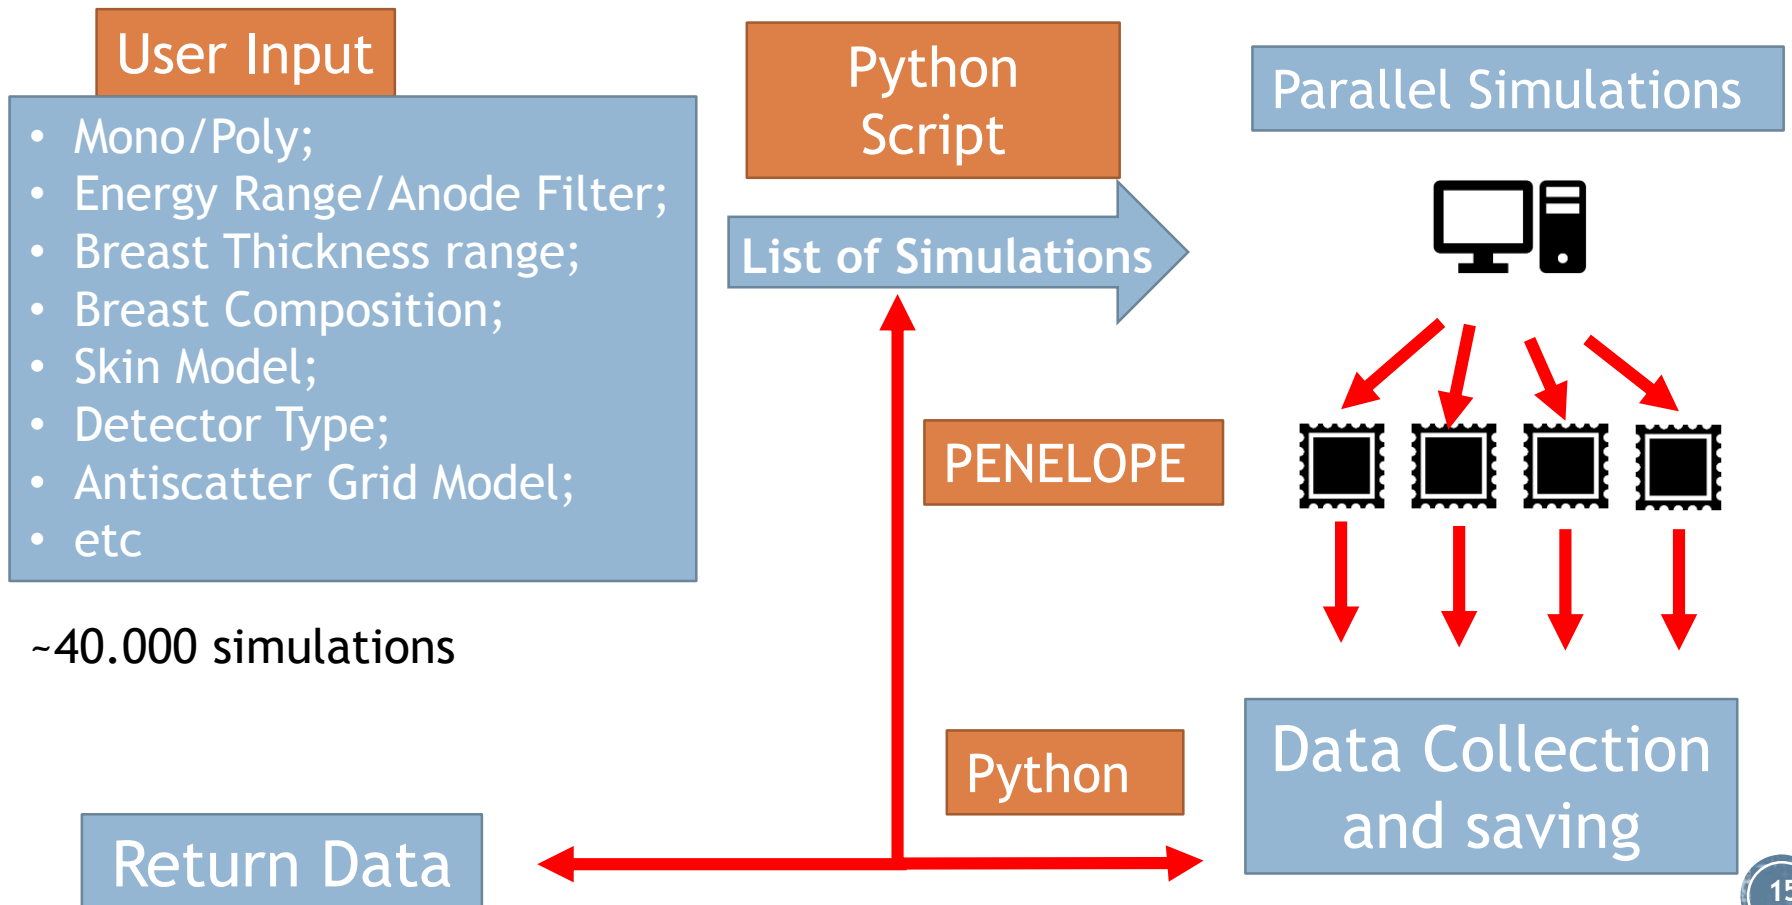 User Input
• Mono/Poly;
• Energy Range/Anode Filter;
• Breast Thickness range;
• Breast Composition;
• Skin Model;
• Detector Type;
• Antiscatter Grid Model;
• etc
~40.000 simulations
Python
Script
List of Simulations
Parallel Simulations
PENELOPE
Python
Data Collection
and saving
Return Data
15